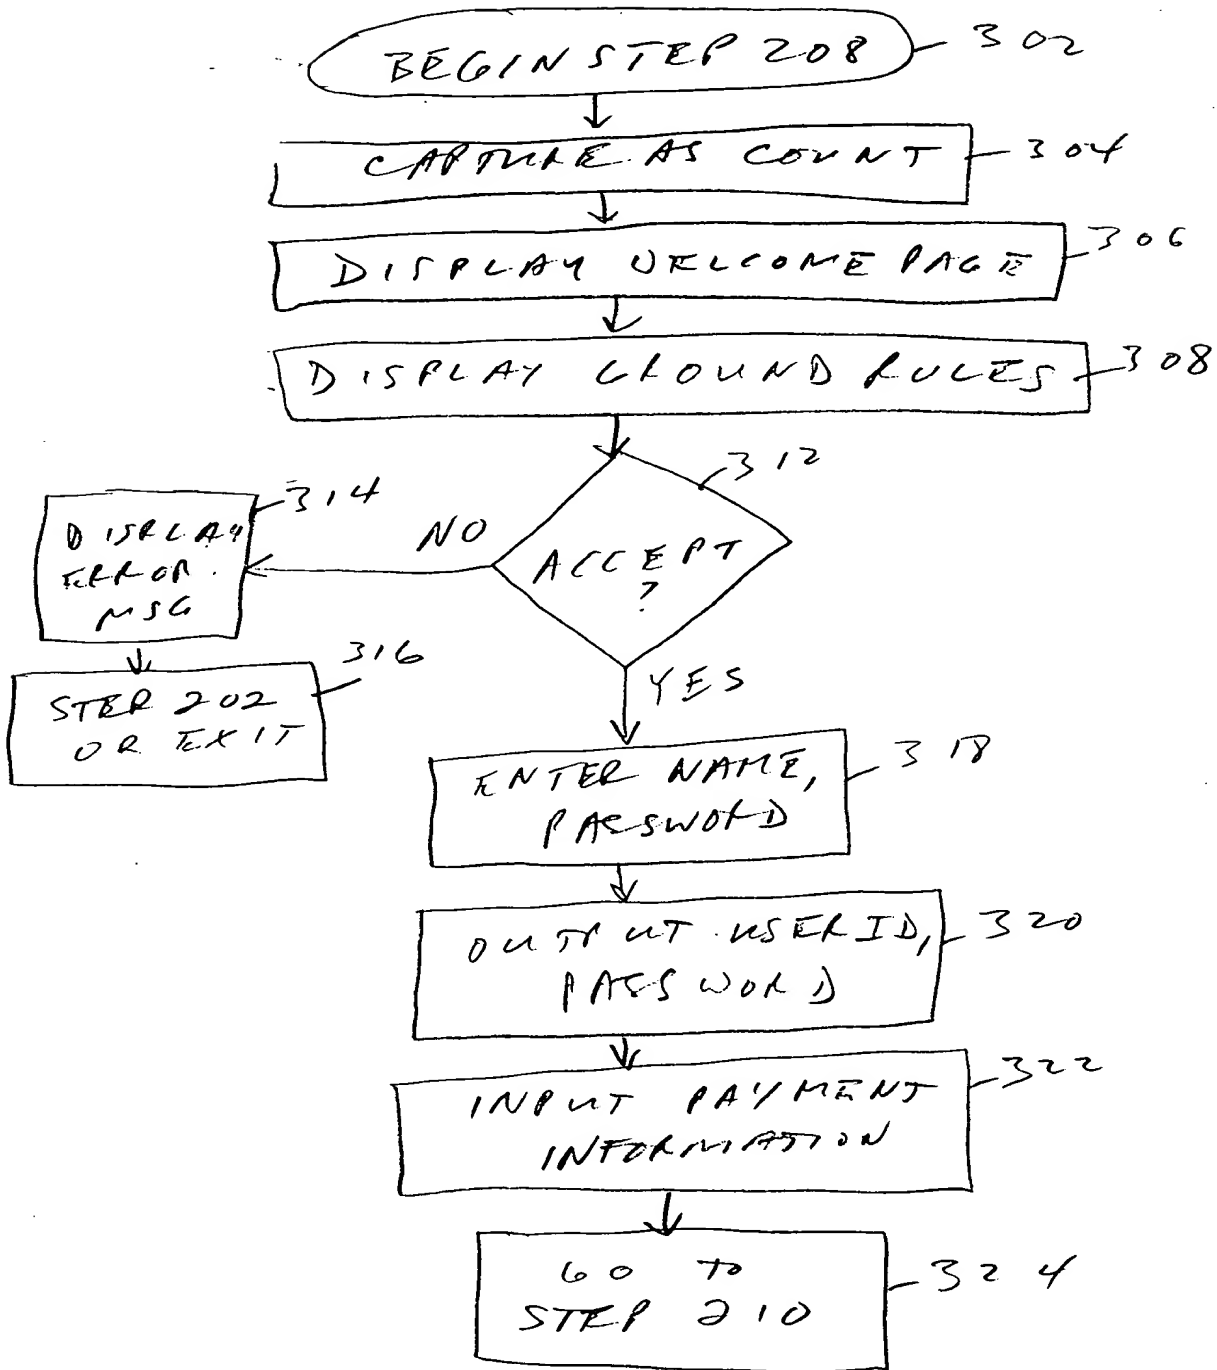 BEGIN STEP 208
302
CAPTURE AS COUNT
304
DISPLAY WELCOME PAGE
306
DISPLAY GROUND RULES
308
312
ACCEPT
?
NO
314
DISPLAY
ERROR
MSG
316
STEP 202
OR EXIT
YES
ENTER NAME,
PASSWORD
318
OUTPUT USER ID,
PASSWORD
320
INPUT PAYMENT
INFORMATION
322
GO TO
STEP 210
324